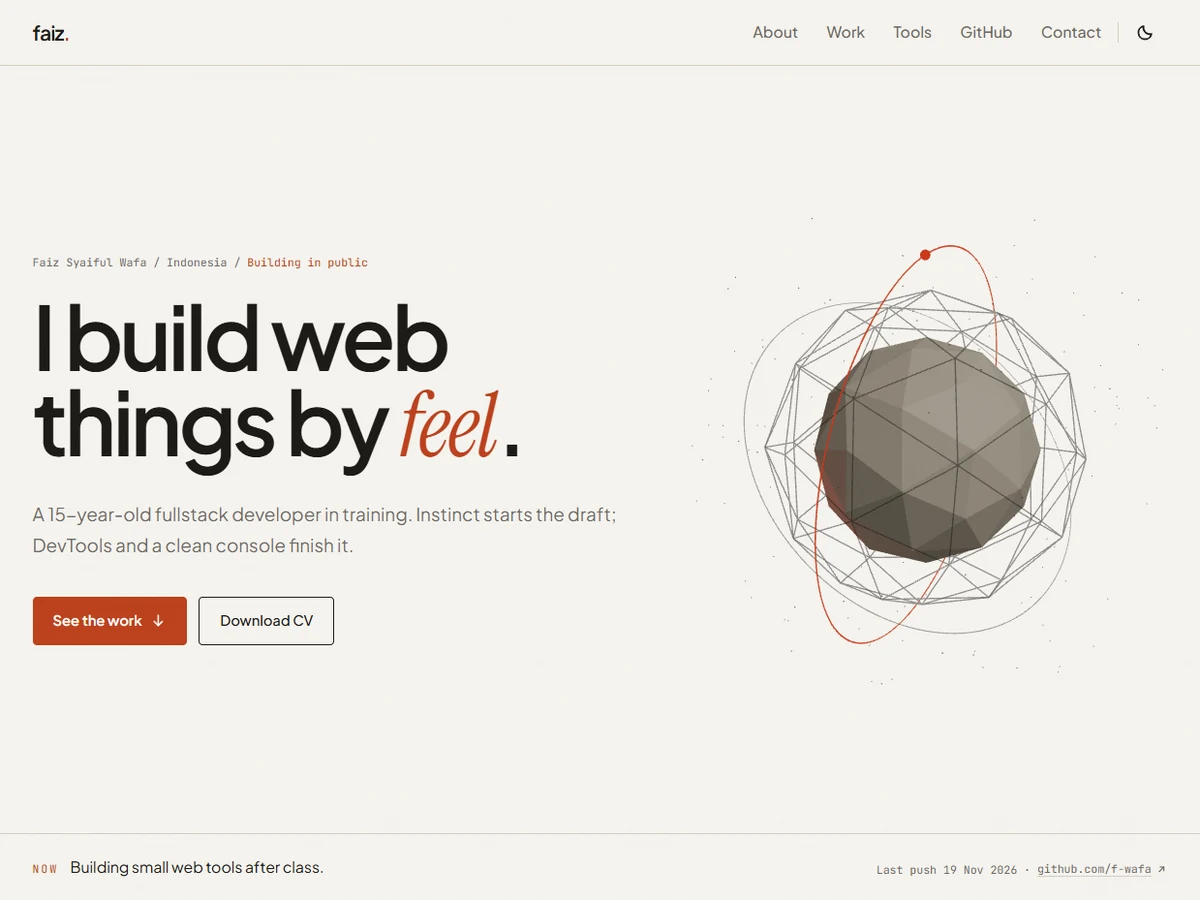 faiz.
About Work Tools GitHub Contact
Faiz Syaiful Wafa / Indonesia / Building in public
I build web
things by feel.
A 15–year-old fullstack developer in training. Instinct starts the draft;
DevTools and a clean console finish it.
See the work ↓
Download CV
NOW Building small web tools after class.
Last push 19 Nov 2026 · github.com/f-wafa ↗